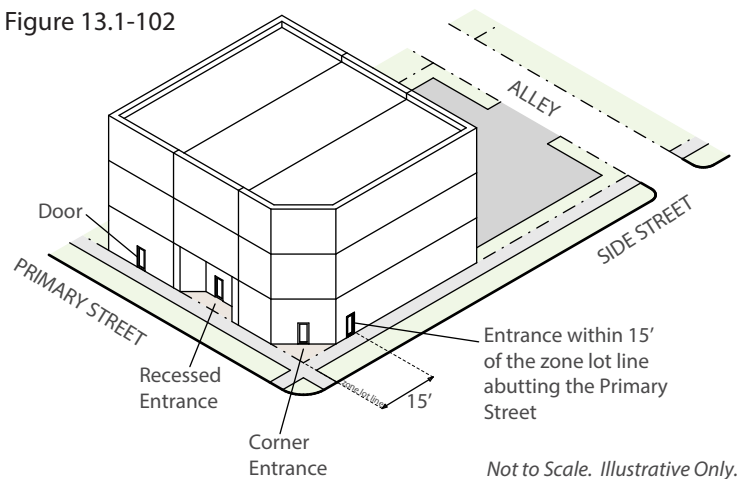 Figure 13.1-102
ALLEY
Door
SIDE STREET
PRIMARY STREET
Entrance within 15’
of the zone lot line
abutting the Primary
Street
zone lot line
15’
Recessed
Entrance
Corner
Entrance
Not to Scale. Illustrative Only.